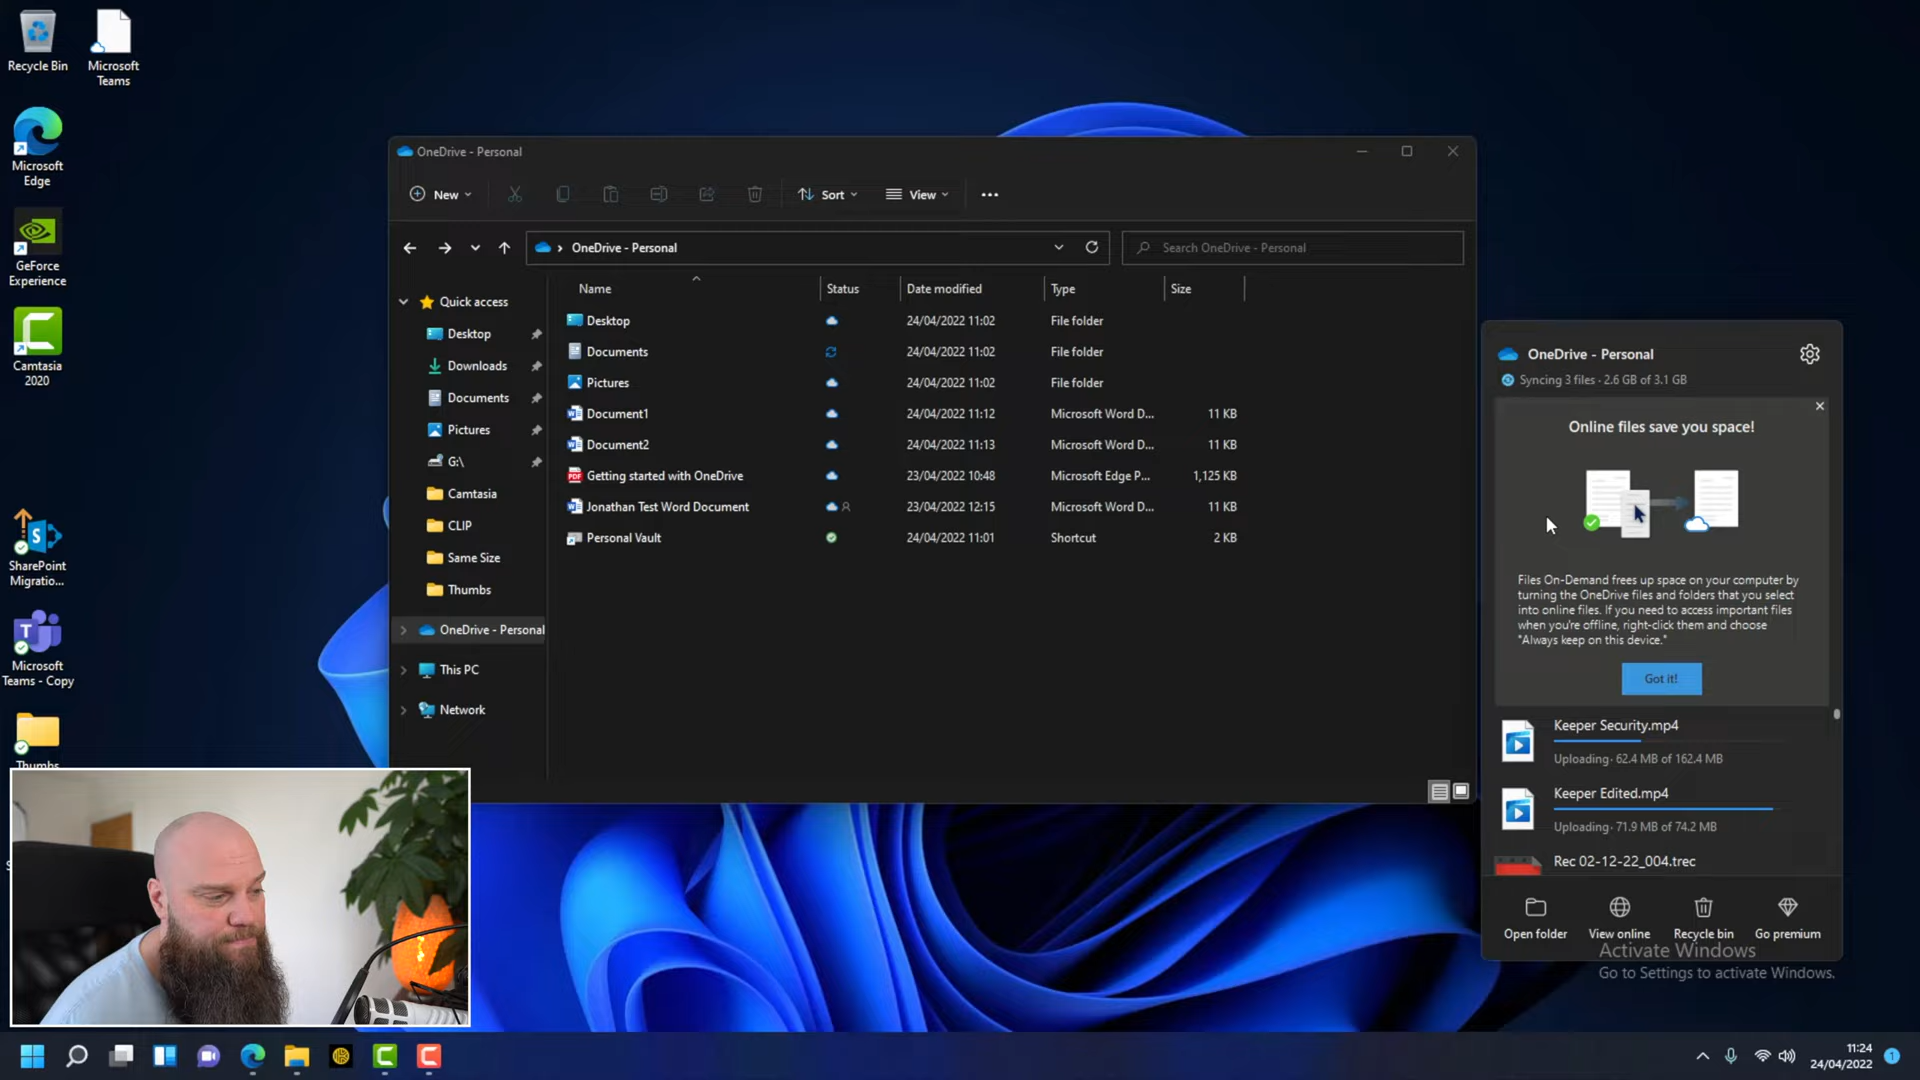 Recycle Bin
Microsoft
Teams
Microsoft
Edge
GeForce
Experience
Camtasia
2020
SharePoint
Migratio...
Microsoft
Teams - Copy
Thumbs
OneDrive - Personal
New
Sort
View
OneDrive - Personal
Search OneDrive - Personal
Quick access
Desktop
Downloads
Documents
Pictures
G:\
Camtasia
CLIP
Same Size
Thumbs
OneDrive - Personal
This PC
Network
Name Status Date modified Type Size
Desktop 24/04/2022 11:02 File folder
Documents 24/04/2022 11:02 File folder
Pictures 24/04/2022 11:02 File folder
Document1 24/04/2022 11:12 Microsoft Word D... 11 KB
Document2 24/04/2022 11:13 Microsoft Word D... 11 KB
Getting started with OneDrive 23/04/2022 10:48 Microsoft Edge P... 1,125 KB
Jonathan Test Word Document 23/04/2022 12:15 Microsoft Word D... 11 KB
Personal Vault 24/04/2022 11:01 Shortcut 2 KB
OneDrive - Personal
Syncing 3 files · 2.6 GB of 3.1 GB
Online files save you space!
Files On-Demand frees up space on your computer by
turning the OneDrive files and folders that you select
into online files. If you need to access important files
when you're offline, right-click them and choose
"Always keep on this device."
Got it!
Keeper Security.mp4
Uploading · 62.4 MB of 162.4 MB
Keeper Edited.mp4
Uploading · 71.9 MB of 74.2 MB
Rec 02-12-22_004.trec
Open folder
View online
Recycle bin
Go premium
Activate Windows
Go to Settings to activate Windows.
11:24
24/04/2022
1